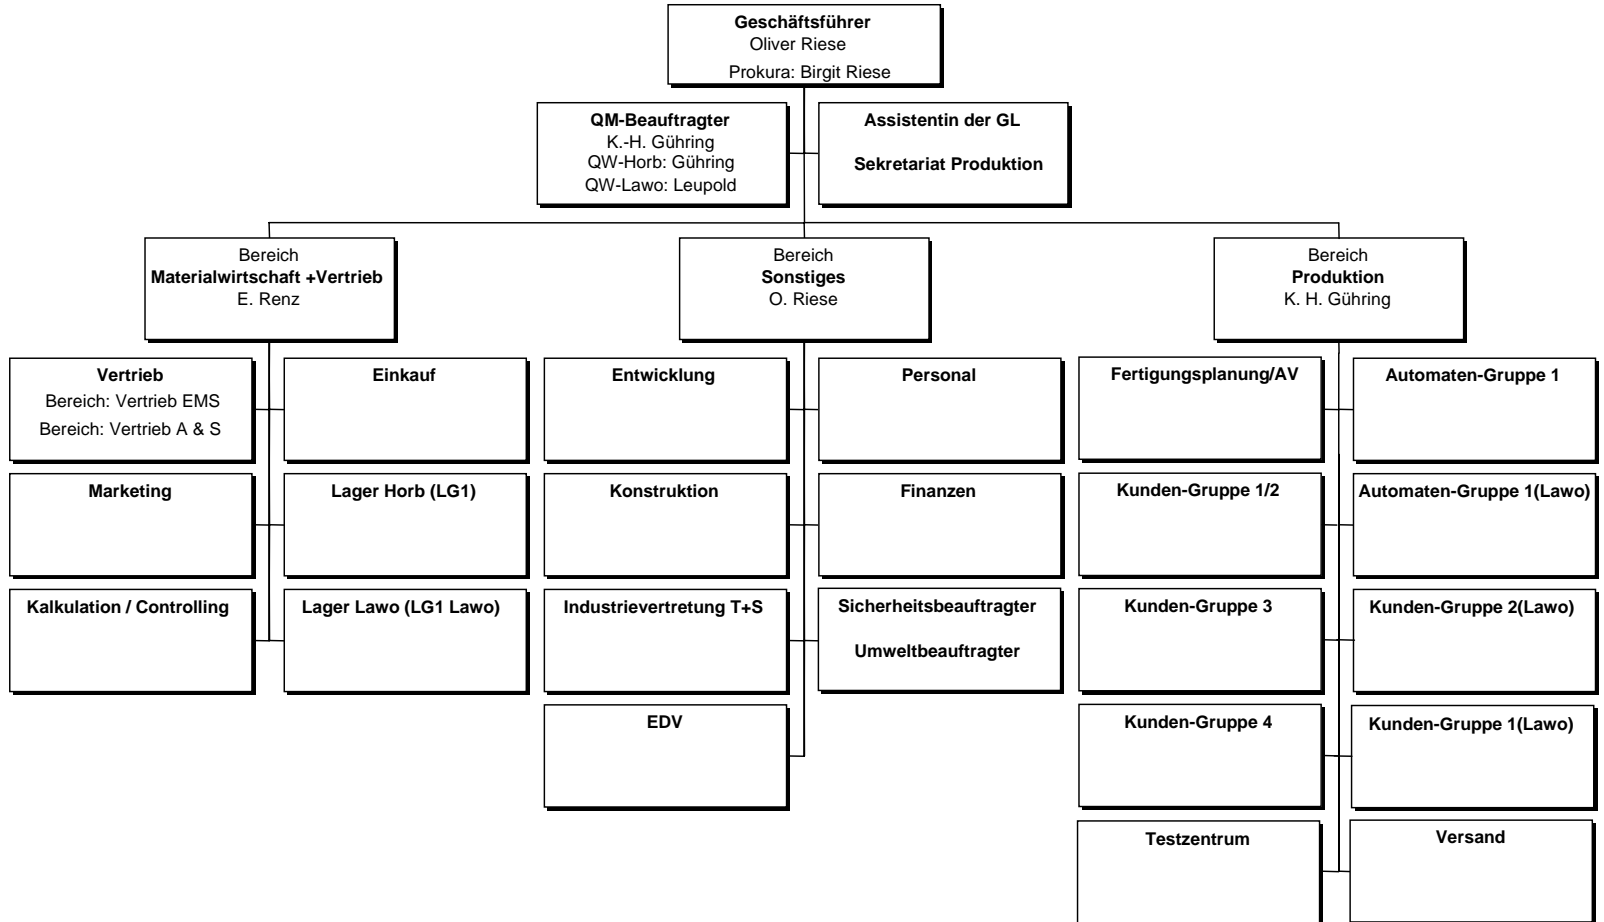 Geschäftsführer
Oliver Riese
Prokura: Birgit Riese
QM-Beauftragter
K.-H. Gühring
QW-Horb: Gühring
QW-Lawo: Leupold
Assistentin der GL
Sekretariat Produktion
Bereich
Materialwirtschaft +Vertrieb
E. Renz
Bereich
Sonstiges
O. Riese
Bereich
Produktion
K. H. Gühring
Vertrieb
Bereich: Vertrieb EMS
Bereich: Vertrieb A & S
Einkauf
Marketing
Lager Horb (LG1)
Kalkulation / Controlling
Lager Lawo (LG1 Lawo)
Entwicklung
Personal
Konstruktion
Finanzen
Industrievertretung T+S
Sicherheitsbeauftragter
Umweltbeauftragter
EDV
Fertigungsplanung/AV
Automaten-Gruppe 1
Kunden-Gruppe 1/2
Automaten-Gruppe 1(Lawo)
Kunden-Gruppe 3
Kunden-Gruppe 2(Lawo)
Kunden-Gruppe 4
Kunden-Gruppe 1(Lawo)
Testzentrum
Versand